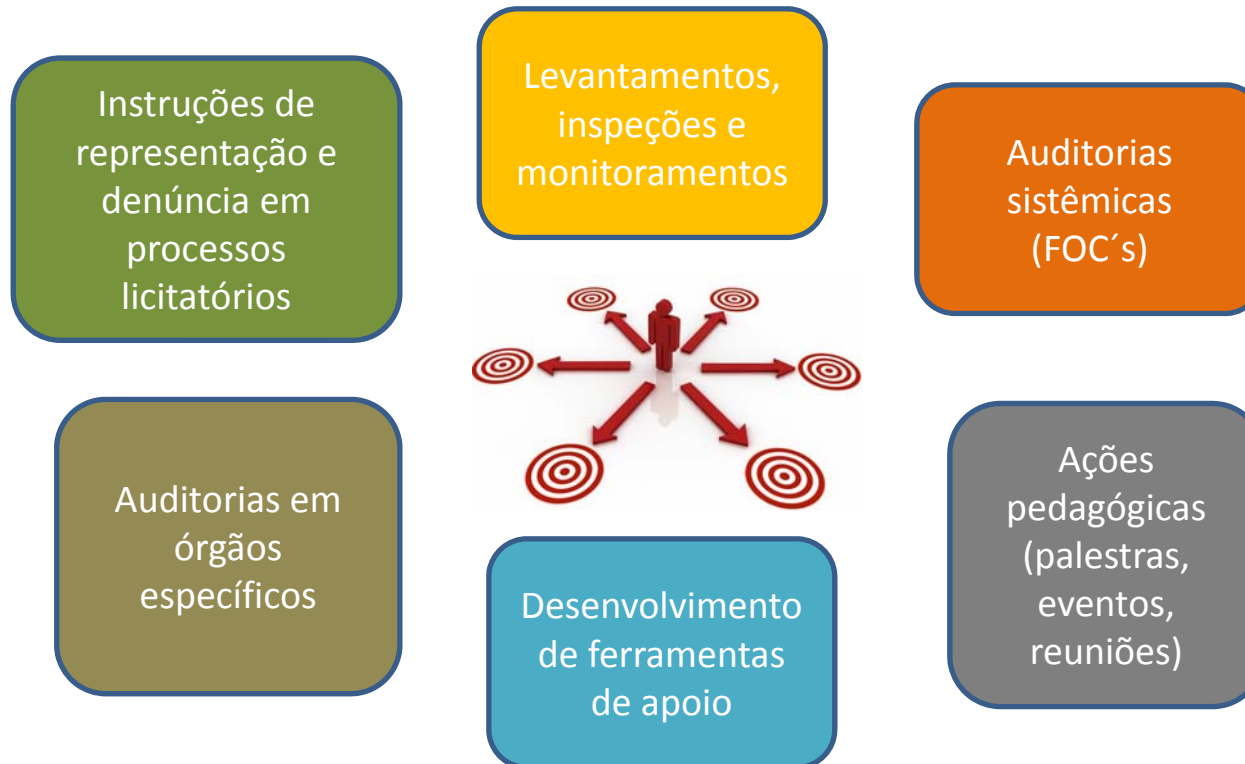 Instruções de
representação e
denúncia em
processos
licitatórios
Levantamentos,
inspeções e
monitoramentos
Auditorias
sistêmicas
(FOC´s)
Auditorias em
órgãos
específicos
Desenvolvimento
de ferramentas
de apoio
Ações
pedagógicas
(palestras,
eventos,
reuniões)